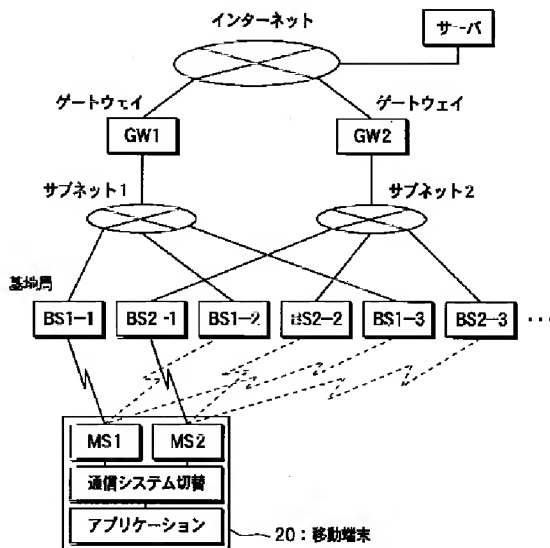 インターネット
サーバ
ゲートウェイ
ゲートウェイ
GW1
GW2
サブネット1
サブネット2
基地局
BS1-1
BS2-1
BS1-2
BS2-2
BS1-3
BS2-3
...
MS1
MS2
通信システム切替
アプリケーション
20:移動端末